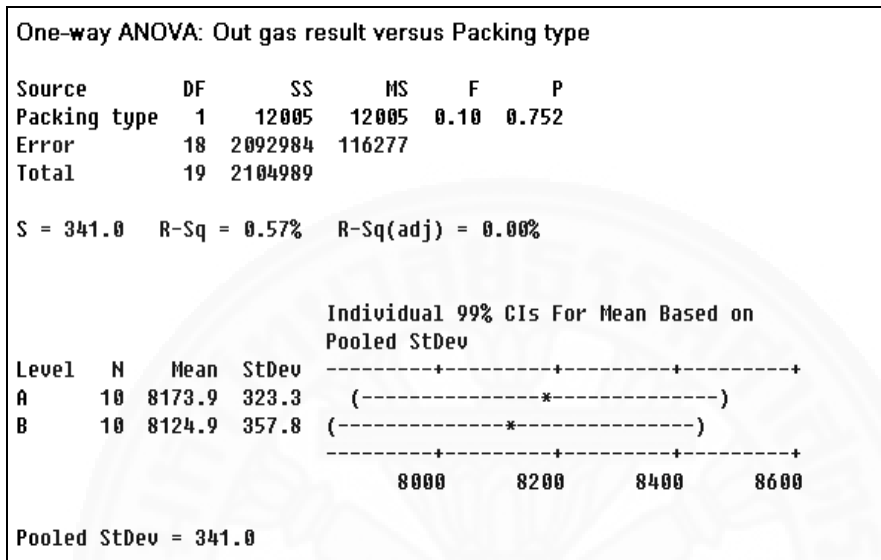 One-way ANOVA: Out gas result versus Packing type
Source DF SS MS F P
Packing type 1 12005 12005 0.10 0.752
Error 18 2092984 116277
Total 19 2104989
S = 341.0 R-Sq = 0.57% R-Sq(adj) = 0.00%
Individual 99% CIs For Mean Based on
Pooled StDev
Level N Mean StDev ---------+---------+---------+---------+
A 10 8173.9 323.3 (---------------*--------------)
B 10 8124.9 357.8 (--------------*---------------)
---------+---------+---------+---------+
8000 8200 8400 8600
Pooled StDev = 341.0